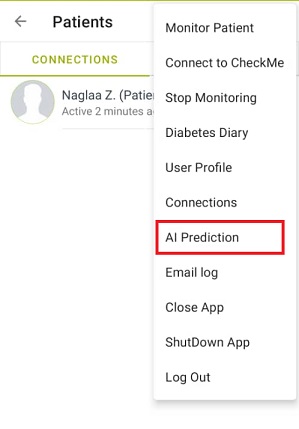 Patients
CONNECTIONS
Naglaa Z. (Patie
Active 2 minutes a
Monitor Patient
Connect to CheckMe
Stop Monitoring
Diabetes Diary
User Profile
Connections
AI Prediction
Email log
Close App
ShutDown App
Log Out